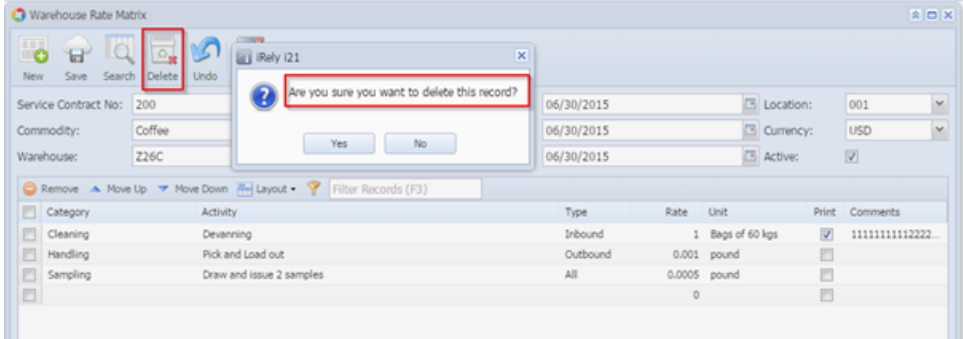 Warehouse Rate Matrix
New Save Search Delete Undo
iRely i21
Are you sure you want to delete this record?
Yes No
Service Contract No: 200 06/30/2015 Location: 001
Commodity: Coffee 06/30/2015 Currency: USD
Warehouse: Z26C 06/30/2015 Active:
Remove Move Up Move Down Layout Filter Records (F3)
Category Activity Type Rate Unit Print Comments
Cleaning Devanning Inbound 1 Bags of 60 kgs 11111111112222...
Handling Pick and Load out Outbound 0.001 pound
Sampling Draw and issue 2 samples All 0.0005 pound
0